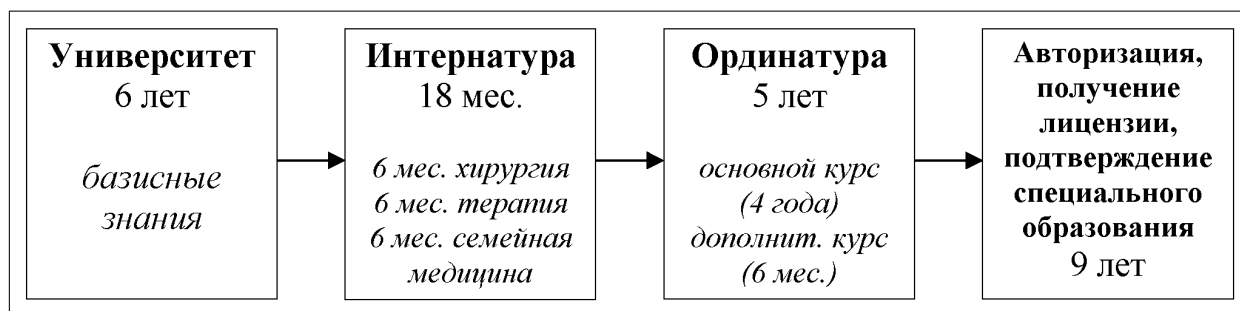 Университет
6 лет
базисные
знания
Интернатура
18 мес.
6 мес. хирургия
6 мес. терапия
6 мес. семейная
медицина
Ординатура
5 лет
основной курс
(4 года)
дополнит. курс
(6 мес.)
Авторизация,
получение
лицензии,
подтверждение
специального
образования
9 лет